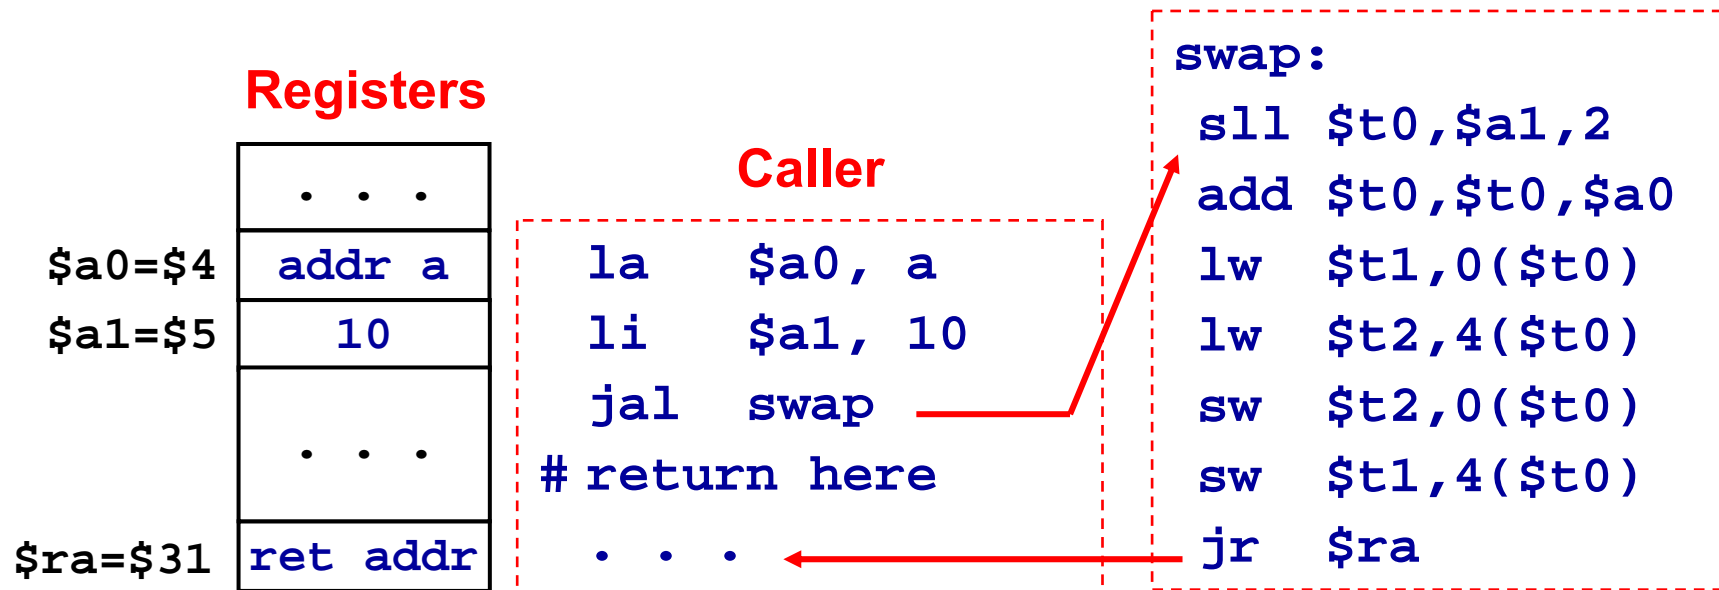 Registers
. . .
$a0=$4 addr a
$a1=$5 10
. . .
$ra=$31 ret addr
Caller
la $a0, a
li $a1, 10
jal swap
# return here
. . .
swap:
sll $t0,$a1,2
add $t0,$t0,$a0
lw $t1,0($t0)
lw $t2,4($t0)
sw $t2,0($t0)
sw $t1,4($t0)
jr $ra